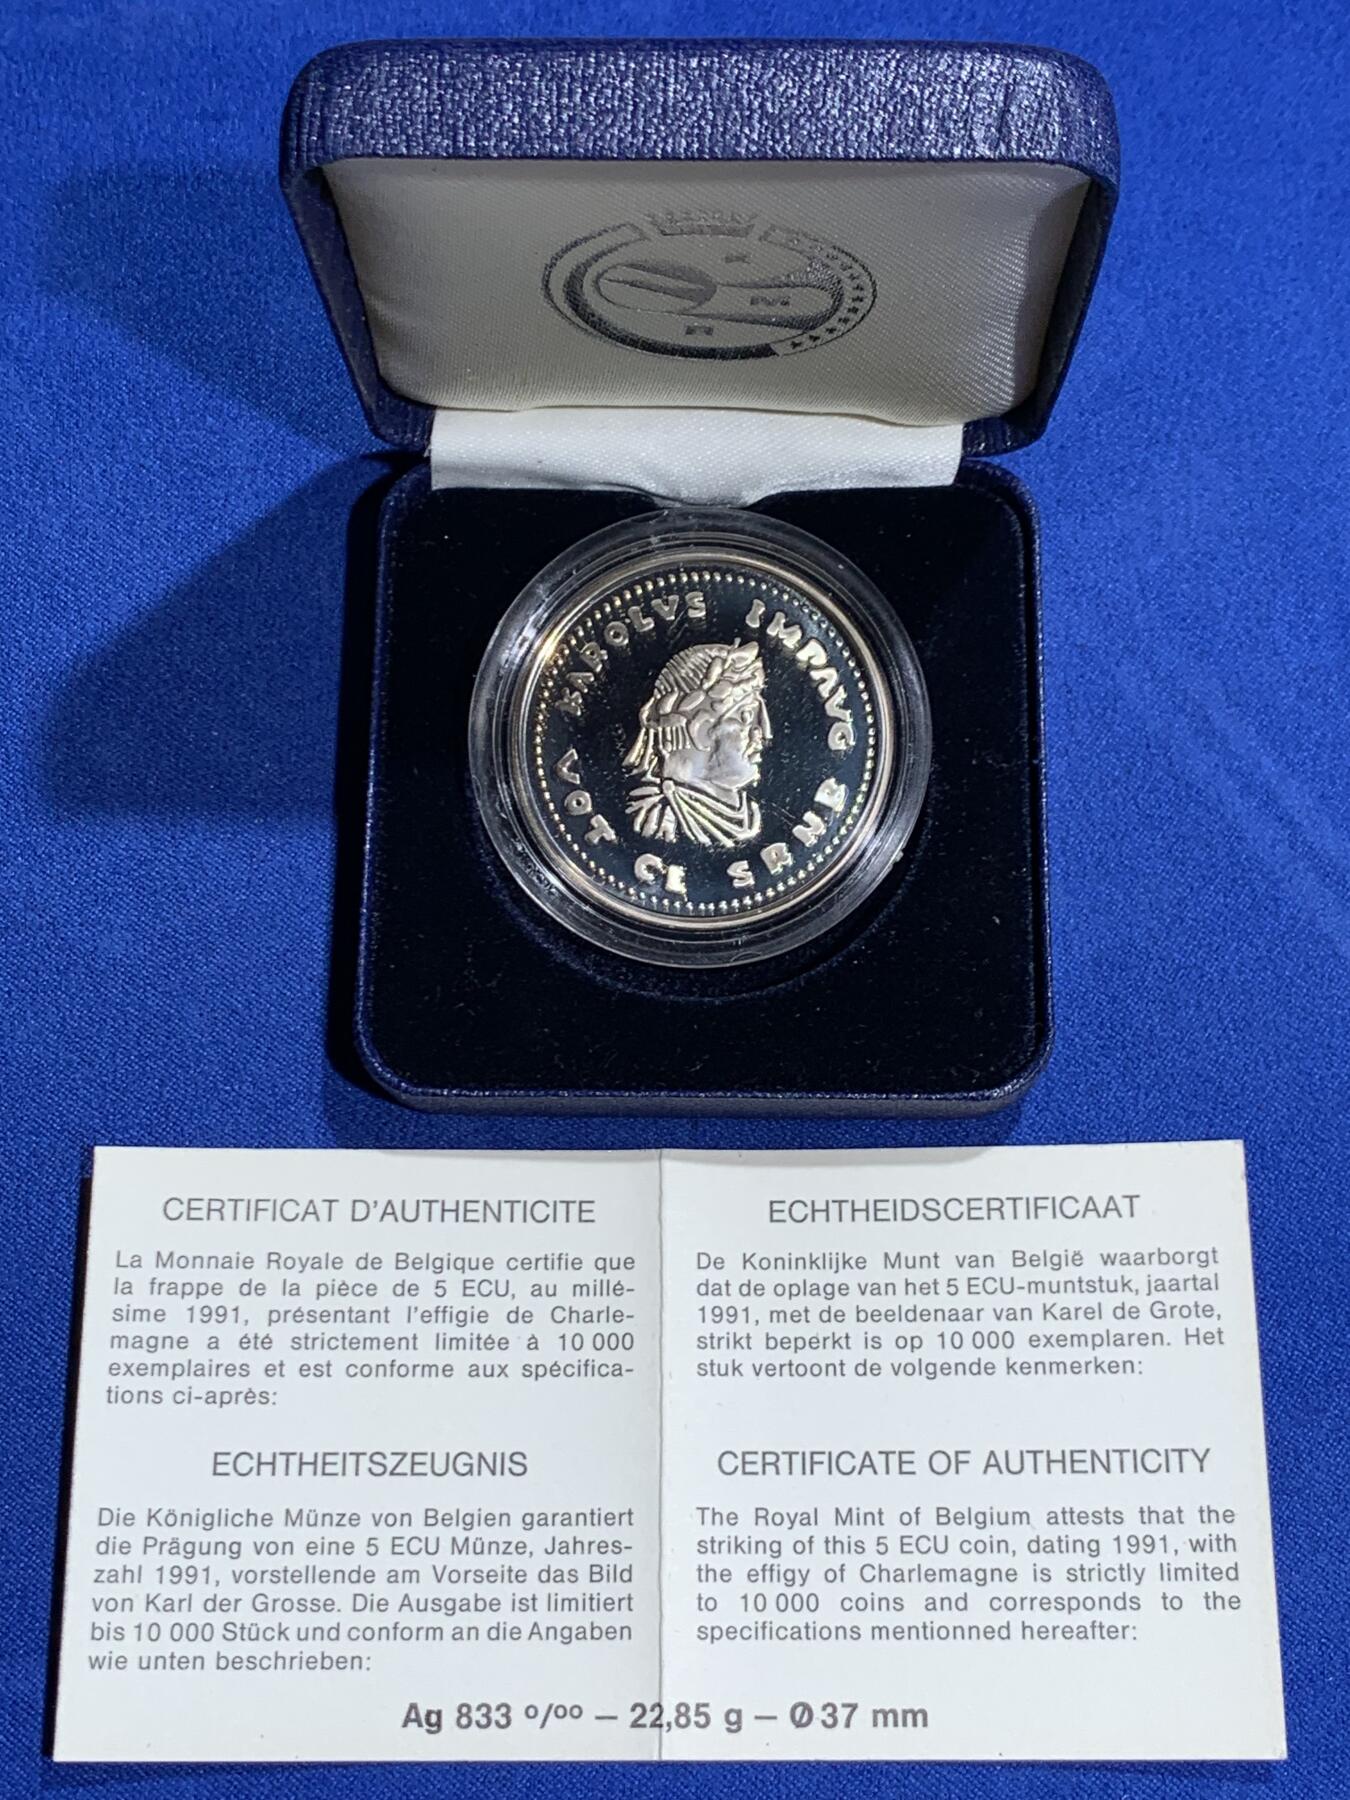 KAROLVS IMPAVG
SRNE CE TOA
CERTIFICAT D'AUTHENTICITE
La Monnaie Royale de Belgique certifie que
la frappe de la pièce de 5 ECU, au millé-
sime 1991, présentant l'effigie de Charle-
magne a été strictement limitée à 10 000
exemplaires et est conforme aux spécifica-
tions ci-après:
ECHTHEIDSCERTIFICAAT
De Koninklijke Munt van België waarborgt
dat de oplage van het 5 ECU-muntstuk, jaartal
1991, met de beeldenaar van Karel de Grote,
strikt beperkt is op 10 000 exemplaren. Het
stuk vertoont de volgende kenmerken:
ECHTHEITSZEUGNIS
Die Königliche Münze von Belgien garantiert
die Prägung von eine 5 ECU Münze, Jahres-
zahl 1991, vorstellende am Vorseite das Bild
von Karl der Grosse. Die Ausgabe ist limitiert
bis 10 000 Stück und conform an die Angaben
wie unten beschrieben:
CERTIFICATE OF AUTHENTICITY
The Royal Mint of Belgium attests that the
striking of this 5 ECU coin, dating 1991, with
the effigy of Charlemagne is strictly limited
to 10 000 coins and corresponds to the
specifications mentionned hereafter:
Ag 833 º/ºº – 22,85 g – Ø 37 mm